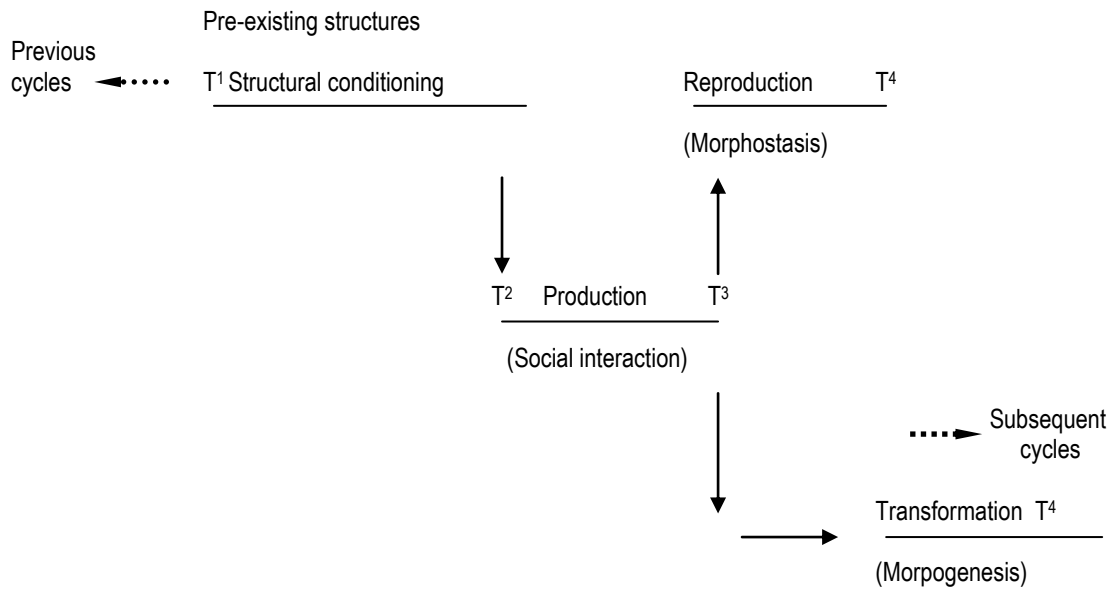 Pre-existing structures
Previous
cycles
T¹ Structural conditioning
Reproduction T⁴
(Morphostasis)
T² Production T³
(Social interaction)
Subsequent
cycles
Transformation T⁴
(Morpogenesis)